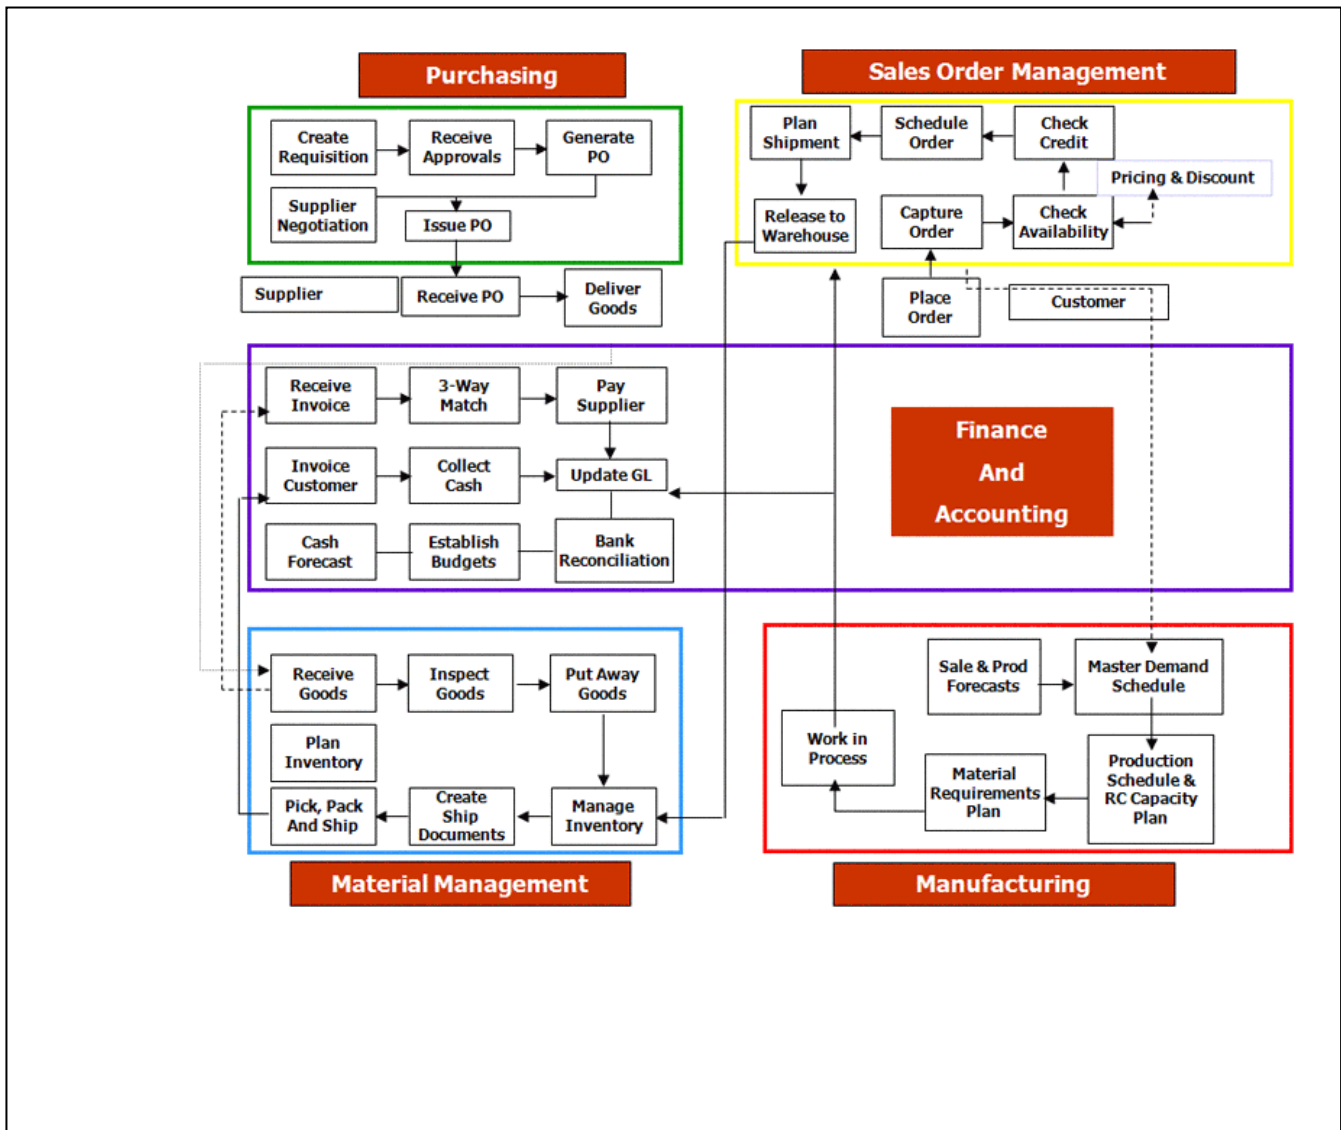 Purchasing
Create
Requisition
Receive
Approvals
Generate
PO
Supplier
Negotiation
Issue PO
Supplier
Receive PO
Deliver
Goods
Sales Order Management
Plan
Shipment
Schedule
Order
Check
Credit
Pricing & Discount
Release to
Warehouse
Capture
Order
Check
Availability
Place
Order
Customer
Receive
Invoice
3-Way
Match
Pay
Supplier
Invoice
Customer
Collect
Cash
Update GL
Cash
Forecast
Establish
Budgets
Bank
Reconciliation
Finance
And
Accounting
Receive
Goods
Inspect
Goods
Put Away
Goods
Plan
Inventory
Pick, Pack
And Ship
Create
Ship
Documents
Manage
Inventory
Material Management
Sale & Prod
Forecasts
Master Demand
Schedule
Work in
Process
Material
Requirements
Plan
Production
Schedule &
RC Capacity
Plan
Manufacturing